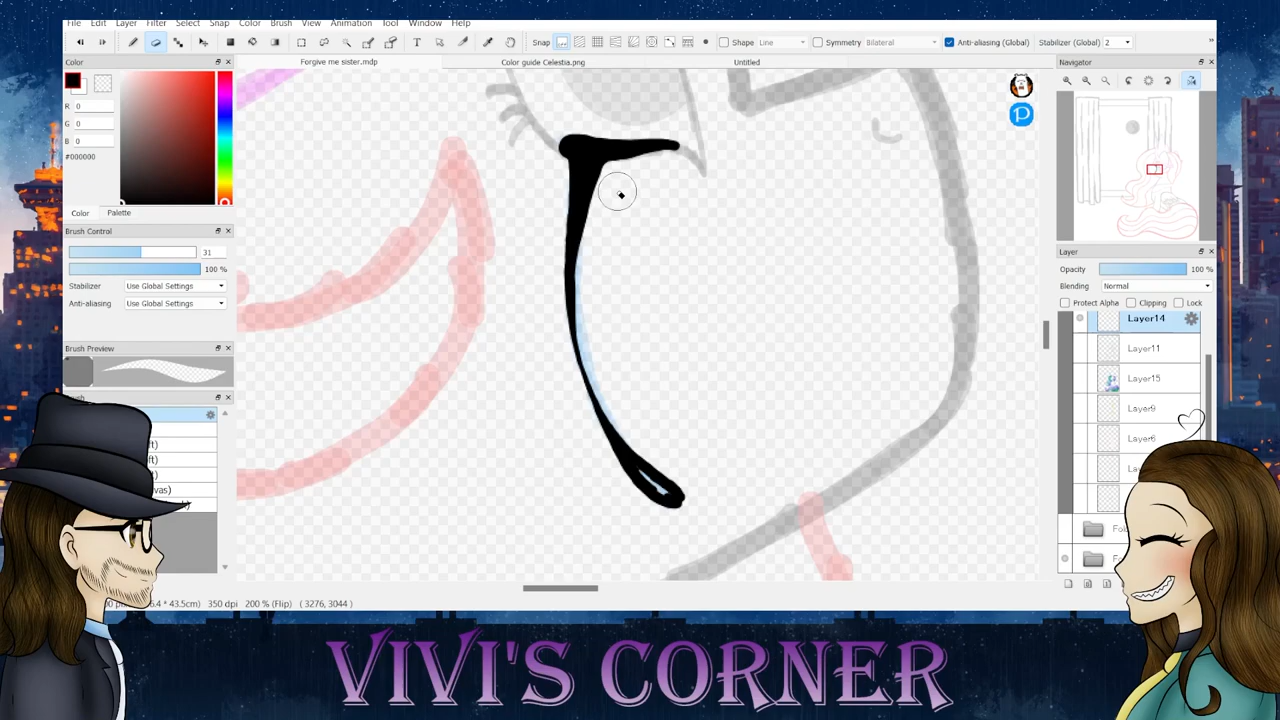 File Edit Layer Filter Select Snap Color Brush View Animation Tool Window Help
Snap Shape Line Symmetry Bilateral Anti-aliasing (Global) Stabilizer (Global) 2
Color
Forgive me sister.mdp Color guide Celestia.png Untitled
Navigator
R 0
G 0
B 0
#000000
Color Palette
Brush Control
31
100 %
Stabilizer Use Global Settings
Anti-aliasing Use Global Settings
Brush Preview
Layer
Opacity 100 %
Blending Normal
Protect Alpha Clipping Lock
Layer14
Layer11
Layer15
Layer9
350 dpi 200 % (Flip) ( 3276, 3044 )
VIVI'S CORNER